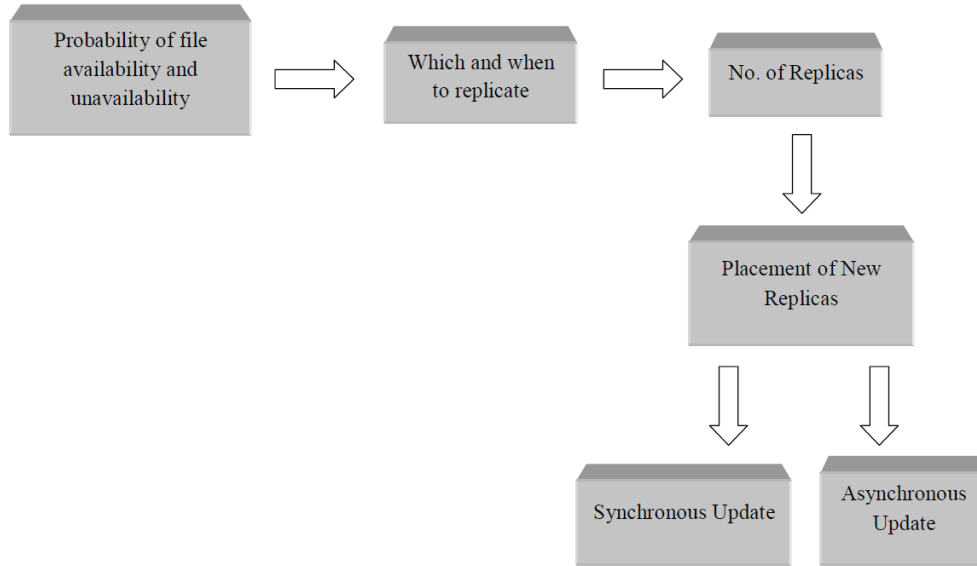 Probability of file
availability and
unavailability
Which and when
to replicate
No. of Replicas
Placement of New
Replicas
Synchronous Update
Asynchronous
Update